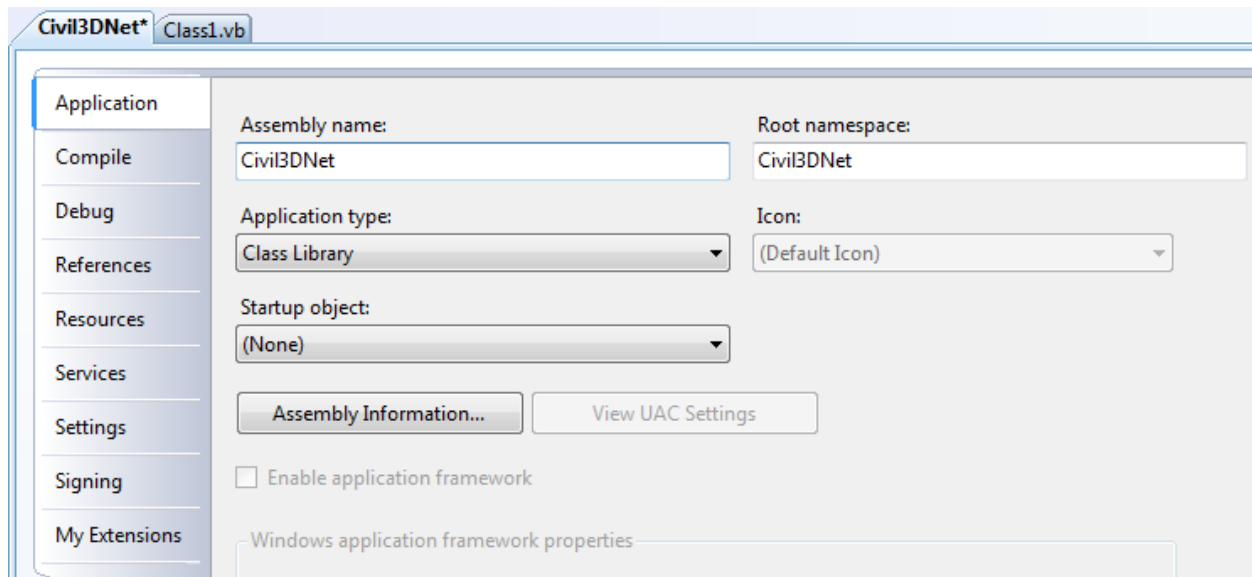 Civil3DNet* Class1.vb
Application
Compile
Debug
References
Resources
Services
Settings
Signing
My Extensions
Assembly name: Root namespace:
Civil3DNet Civil3DNet
Application type: Icon:
Class Library (Default Icon)
Startup object:
(None)
Assembly Information... View UAC Settings
Enable application framework
Windows application framework properties